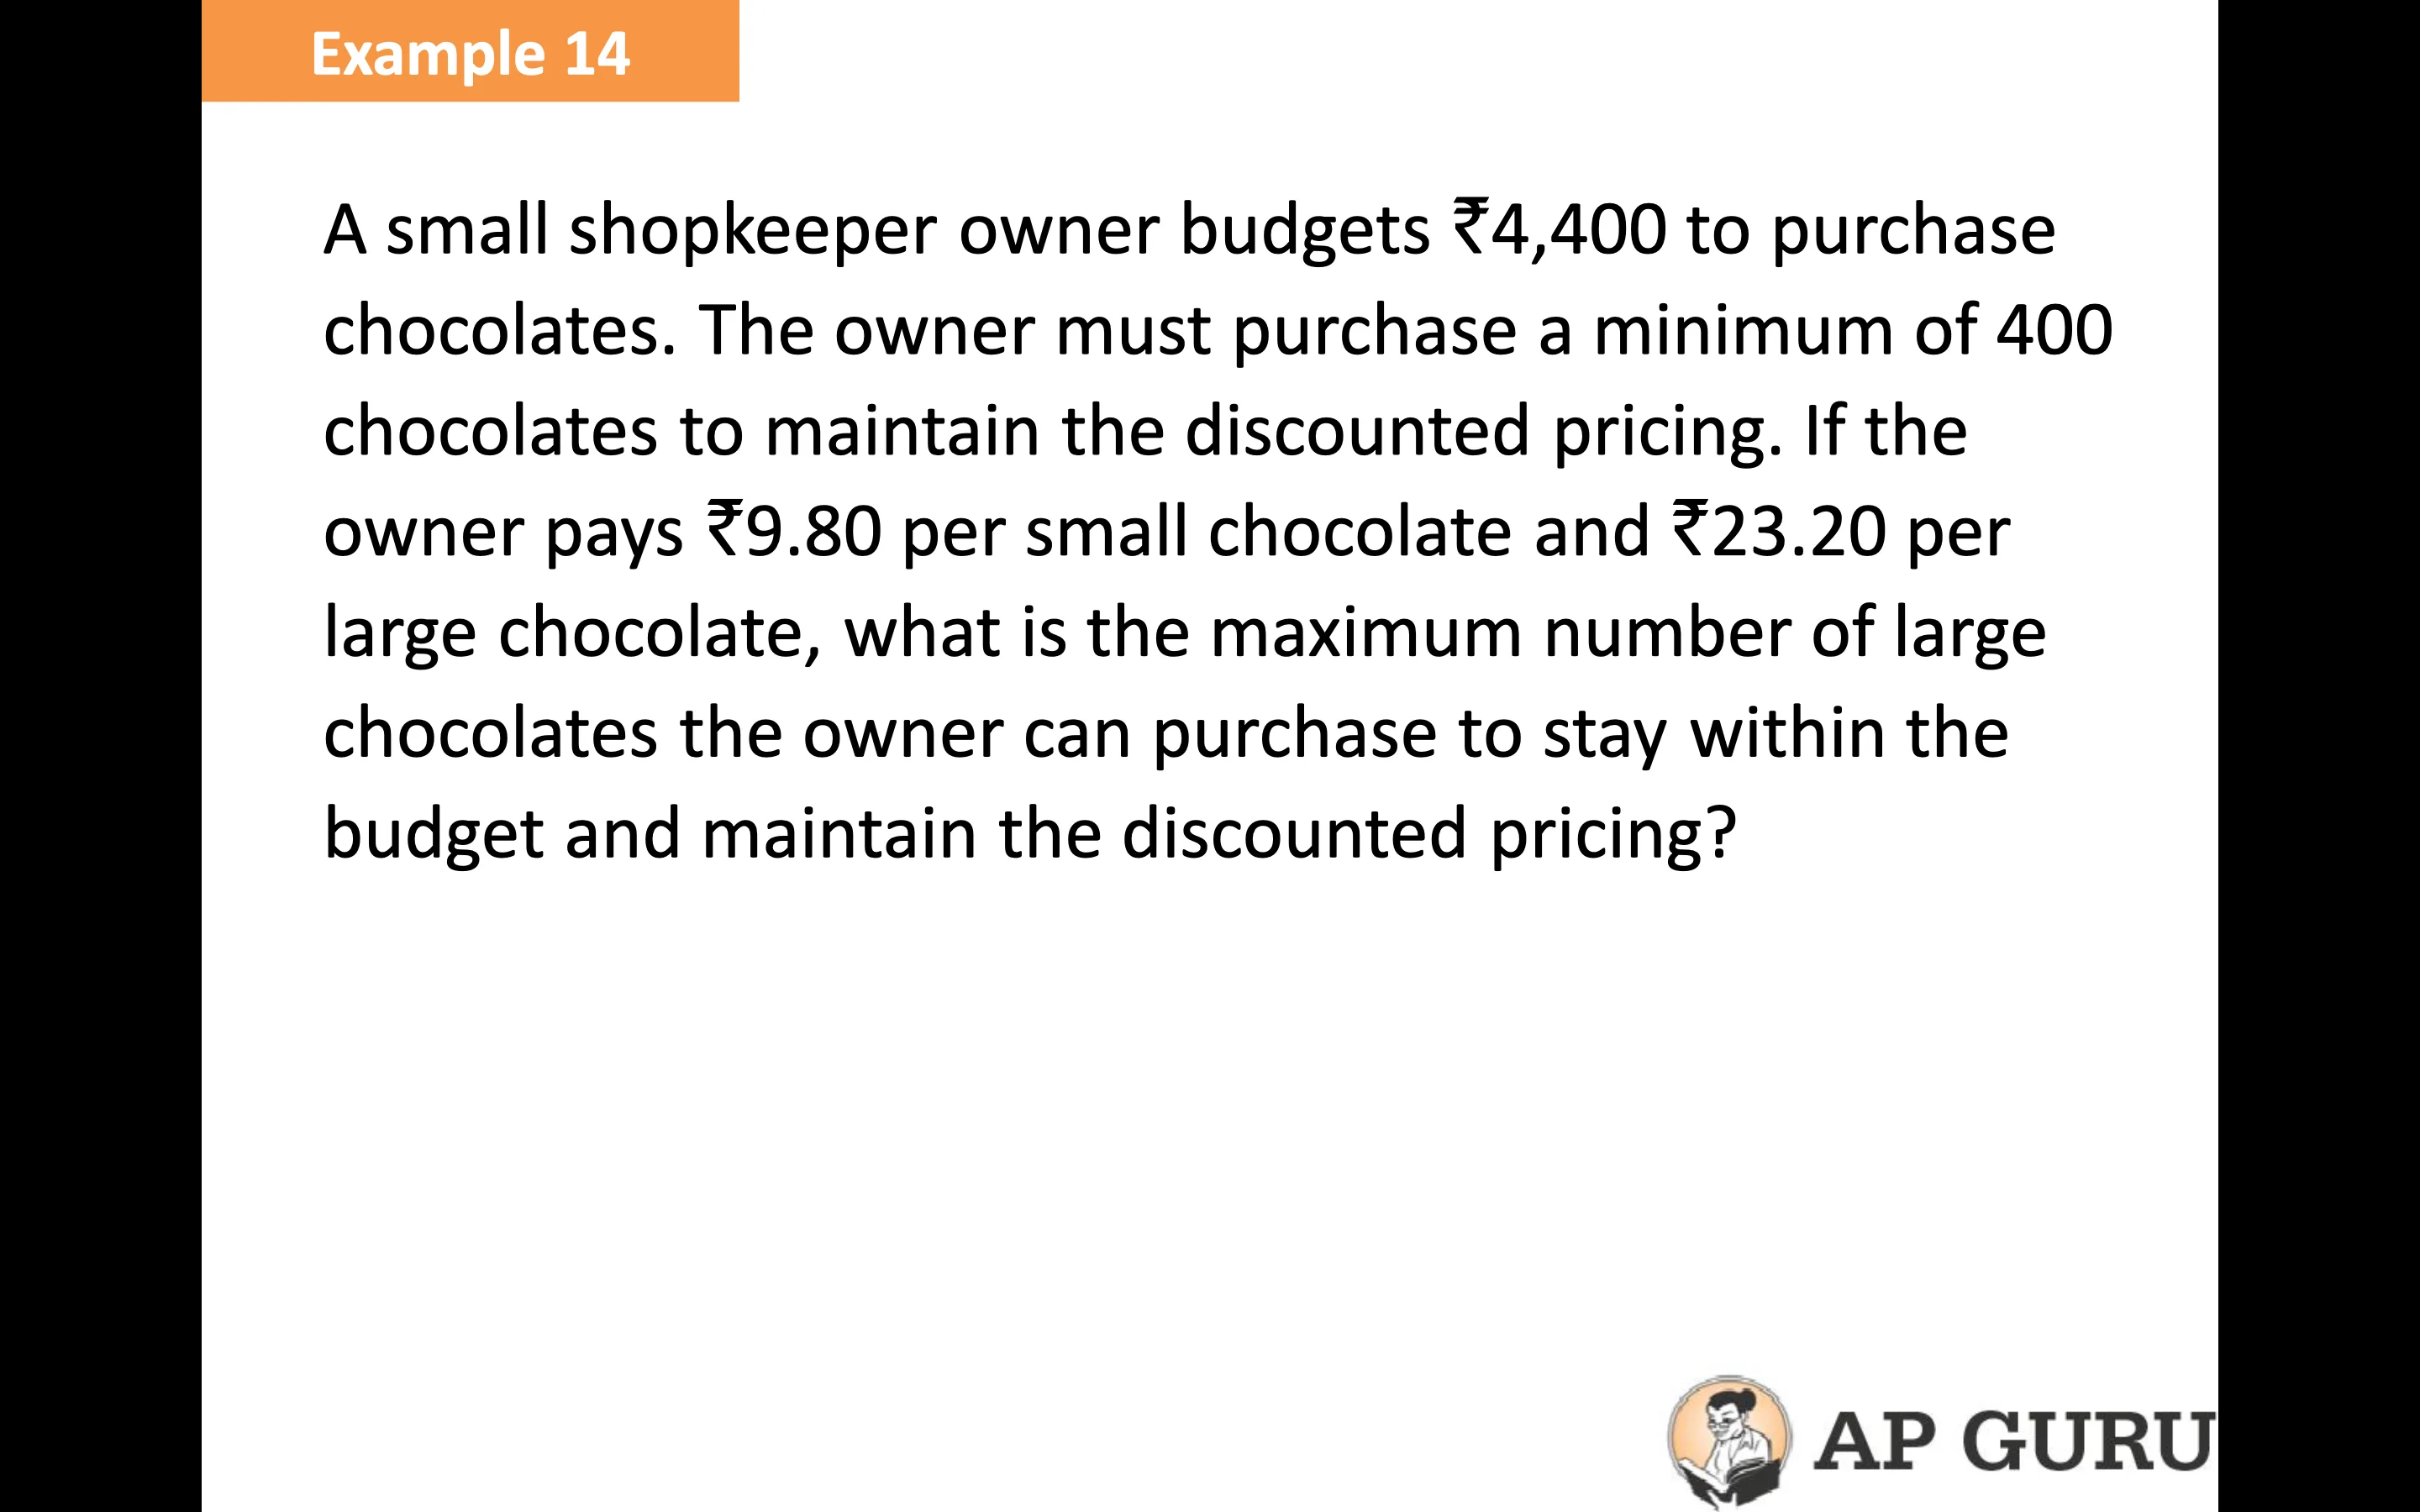 Example 14
A small shopkeeper owner budgets ₹4,400 to purchase
chocolates. The owner must purchase a minimum of 400
chocolates to maintain the discounted pricing. If the
owner pays ₹9.80 per small chocolate and ₹23.20 per
large chocolate, what is the maximum number of large
chocolates the owner can purchase to stay within the
budget and maintain the discounted pricing?
AP GURU